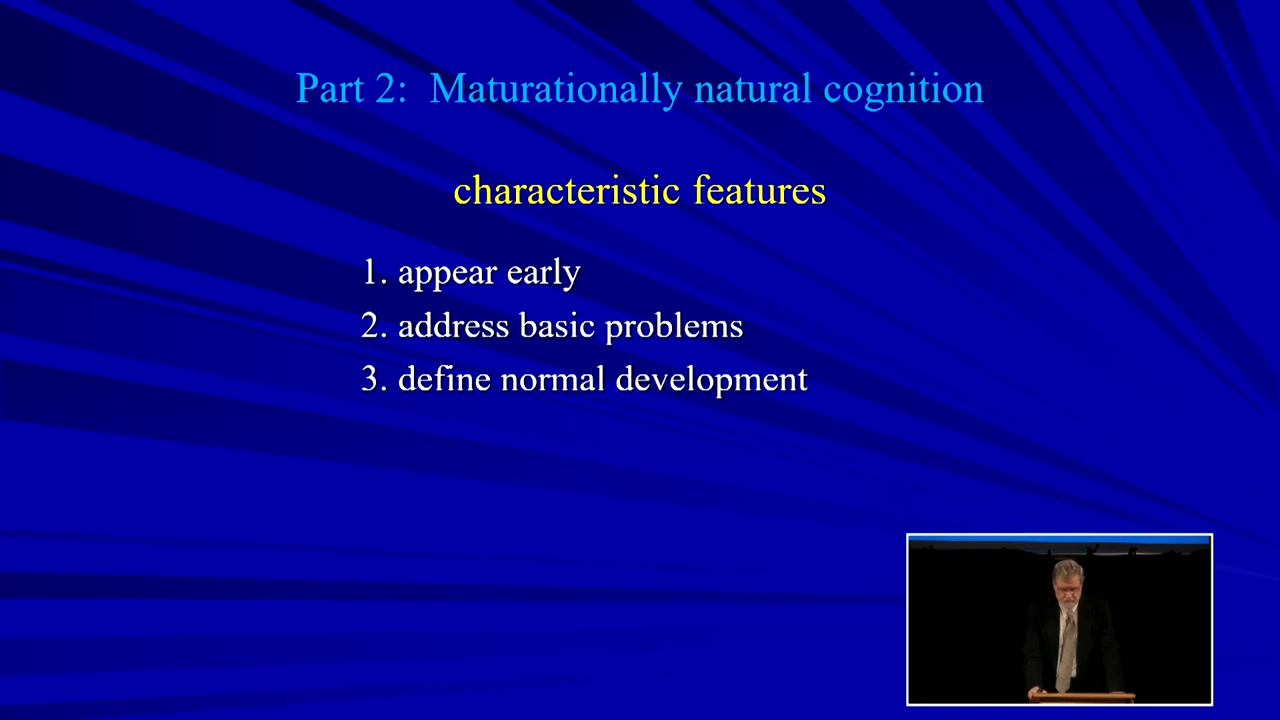 Part 2: Maturationally natural cognition
characteristic features
1. appear early
2. address basic problems
3. define normal development